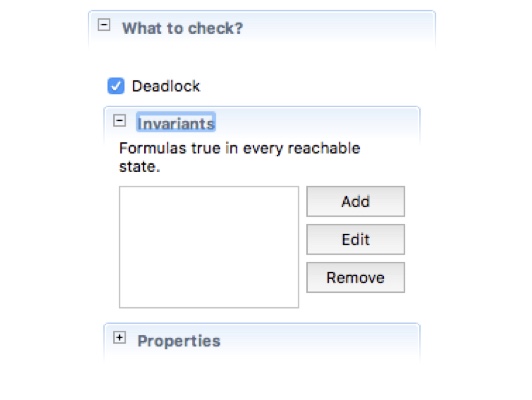 What to check?
Deadlock
Invariants
Formulas true in every reachable
state.
Add
Edit
Remove
Properties